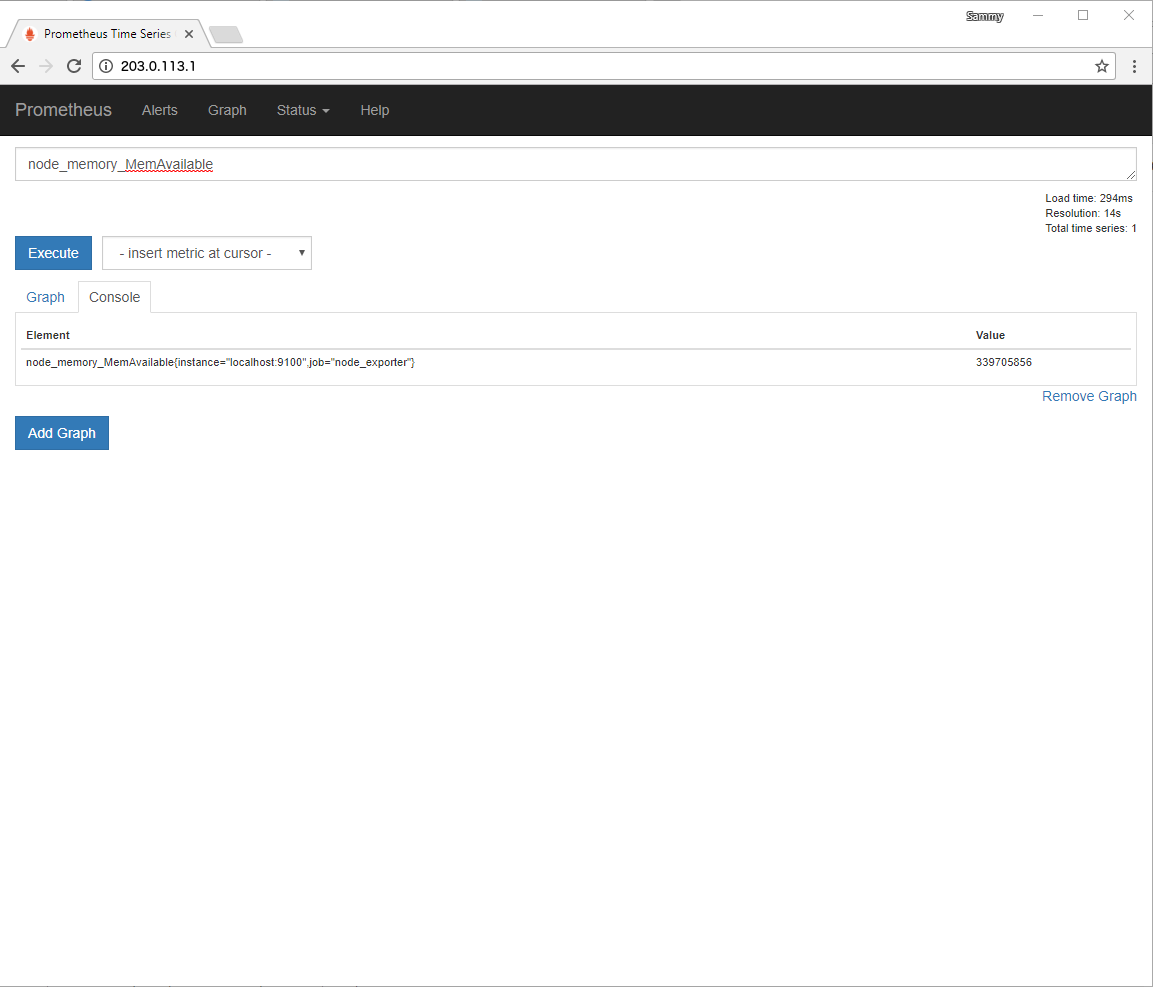 Sammy
Prometheus Time Series
203.0.113.1
Prometheus Alerts Graph Status Help
node_memory_MemAvailable
Load time: 294ms
Resolution: 14s
Total time series: 1
Execute - insert metric at cursor -
Graph Console
Element Value
node_memory_MemAvailable{instance="localhost:9100",job="node_exporter"} 339705856
Remove Graph
Add Graph